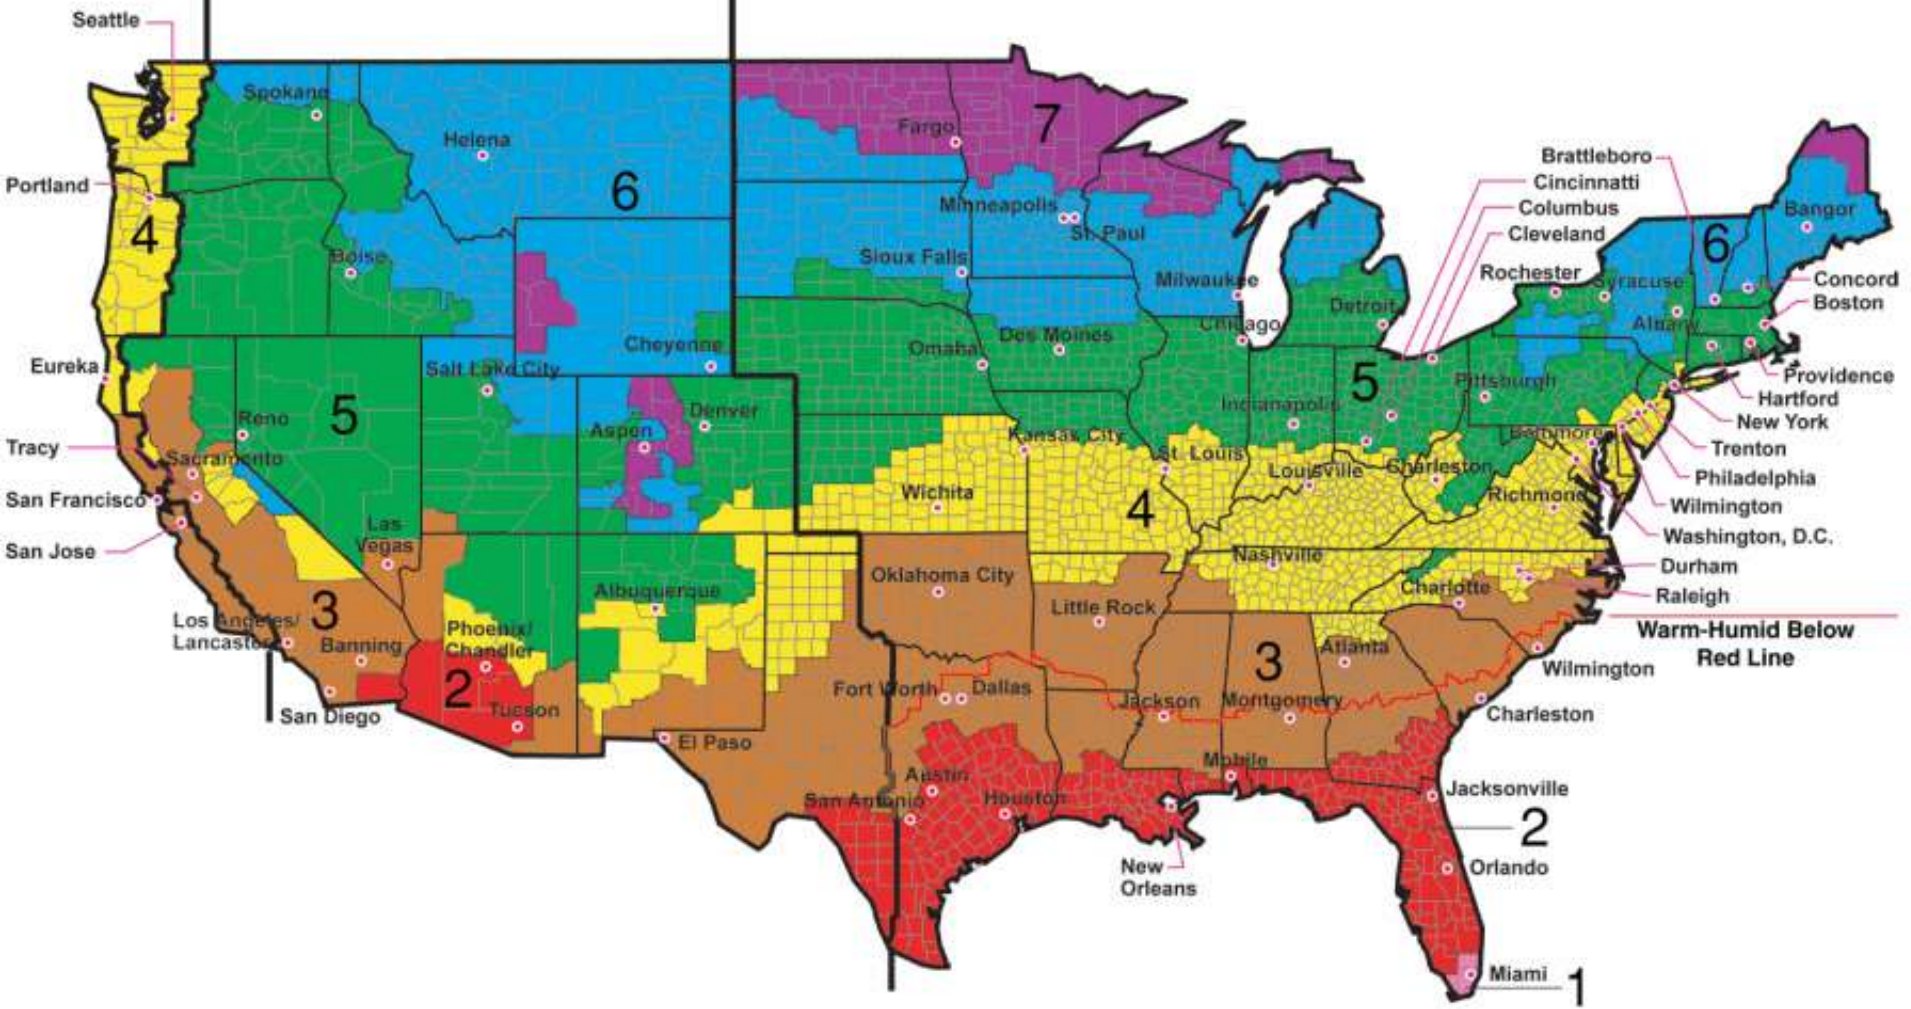 Seattle
Spokane
Helena
Fargo
7
Portland
4
6
Minneapolis
St. Paul
Boise
Sioux Falls
Milwaukee
Brattleboro
Cincinnatti
Columbus
Cleveland
Rochester
Syracuse
6
Bangor
Concord
Boston
Detroit
Chicago
Albany
Eureka
Cheyenne
Omaha
Des Moines
Salt Lake City
5
Pittsburgh
Providence
Hartford
New York
Reno
5
Aspen
Denver
Indianapolis
Kansas City
St. Louis
Baltimore
Trenton
Tracy
Sacramento
Louisville
Charleston
Philadelphia
San Francisco
Wichita
4
Richmond
Wilmington
Las
Vegas
Washington, D.C.
San Jose
Nashville
Durham
Albuquerque
Oklahoma City
Charlotte
Raleigh
3
Little Rock
Los Angeles/
Lancaster
Banning
Phoenix/
Chandler
Warm-Humid Below
Red Line
3
Atlanta
Wilmington
2
Fort Worth
Dallas
Jackson
Montgomery
Tucson
San Diego
El Paso
Charleston
Mobile
Austin
San Antonio
Houston
Jacksonville
2
New
Orleans
Orlando
Miami
1